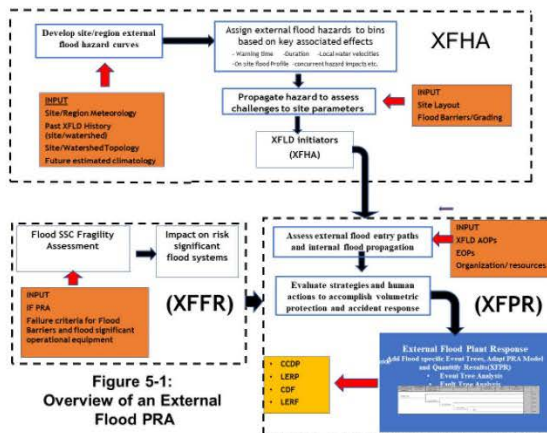 Develop site/region external
flood hazard curves
Assign external flood hazards to bins
based on key associated effects
- Warning time -Duration -Local water velocities
-On site flood Profile -concurrent hazard impacts etc.
XFHA
INPUT
Site/Region Meteorology
Past XFLD History
(site/watershed)
Site/Watershed Topology
Future estimated climatology
Propagate hazard to assess
challenges to site parameters
INPUT
Site Layout
Flood Barriers/Grading
XFLD initiators
(XFHA)
Flood SSC Fragility
Assessment
Impact on risk
significant
flood systems
INPUT
IF PRA
Failure criteria for Flood
Barriers and flood significant
operational equipment
(XFFR)
Assess external flood entry paths
and internal flood propagation
INPUT
XFLD AOPs
EOPs
Organization/ resources
Evaluate strategies and human
actions to accomplish volumetric
protection and accident response
(XFPR)
External Flood Plant Response
Add Flood specific Event Trees, Adapt PRA Model
and Quantify Results(XFPR)
• Event Tree Analysis
• Fault Tree Analysis
• CCDP
• LERP
• CDF
• LERF
Figure 5-1:
Overview of an External
Flood PRA